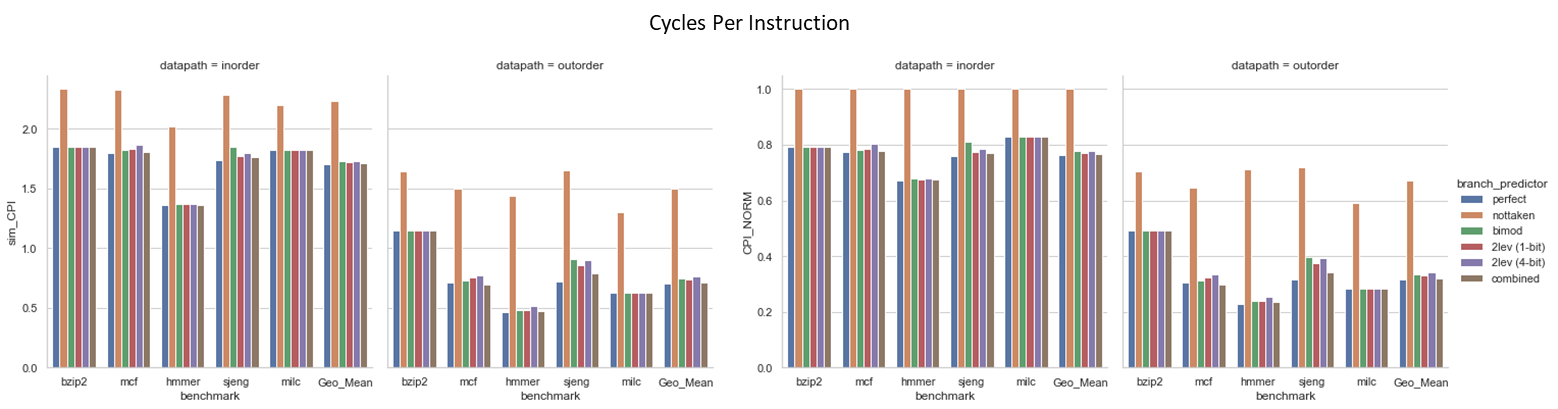 Cycles Per Instruction
datapath = inorder
datapath = outorder
datapath = inorder
datapath = outorder
sim_CPI
2.0
1.5
1.0
0.5
0.0
bzip2 mcf hmmer sjeng milc Geo_Mean
benchmark
bzip2 mcf hmmer sjeng milc Geo_Mean
benchmark
CPI_NORM
1.0
0.8
0.6
0.4
0.2
0.0
bzip2 mcf hmmer sjeng milc Geo_Mean
benchmark
bzip2 mcf hmmer sjeng milc Geo_Mean
benchmark
branch_predictor
perfect
nottaken
bimod
2lev (1-bit)
2lev (4-bit)
combined